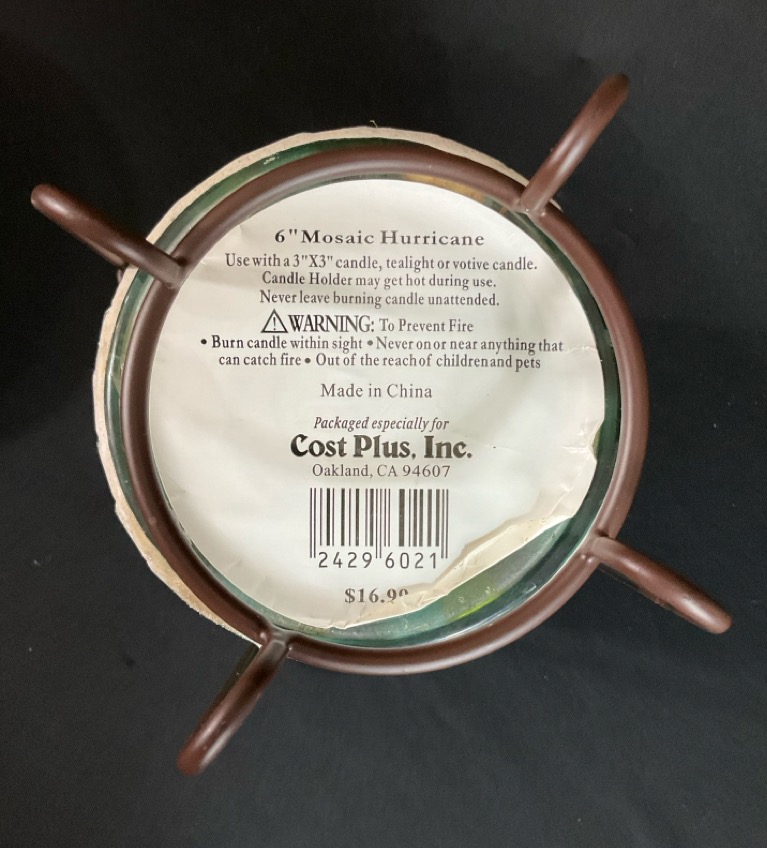 6" Mosaic Hurricane
Use with a 3"X3" candle, tealight or votive candle.
Candle Holder may get hot during use.
Never leave burning candle unattended.
⚠WARNING: To Prevent Fire
• Burn candle within sight • Never on or near anything that
can catch fire • Out of the reach of children and pets
Made in China
Packaged especially for
Cost Plus, Inc.
Oakland, CA 94607
2429 6021
$16.99